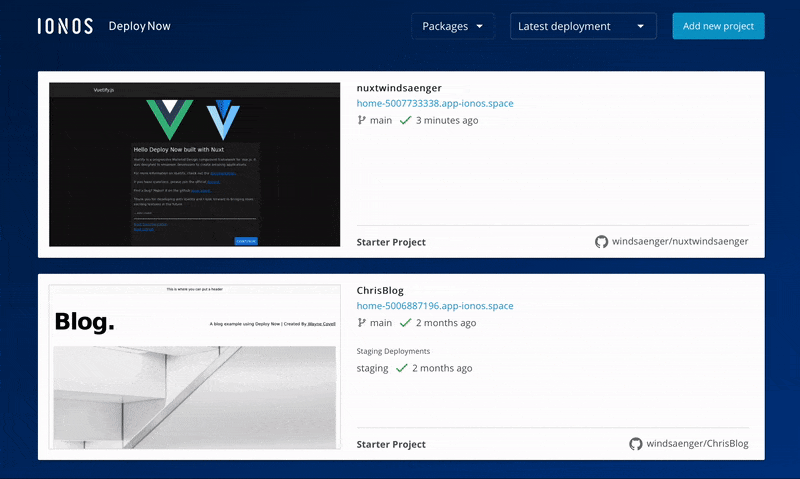 IONOS Deploy Now
Packages
Latest deployment
Add new project
Vuetify.js
Hello Deploy Now built with Nuxt
CONTINUE
nuxtwindsaenger
home-5007733338.app-ionos.space
main 3 minutes ago
Starter Project
windsaenger/nuxtwindsaenger
This is where you can put a header
Blog.
A blog example using Deploy Now | Created By Wayne Covell
ChrisBlog
home-5006887196.app-ionos.space
main 2 months ago
Staging Deployments
staging 2 months ago
Starter Project
windsaenger/ChrisBlog